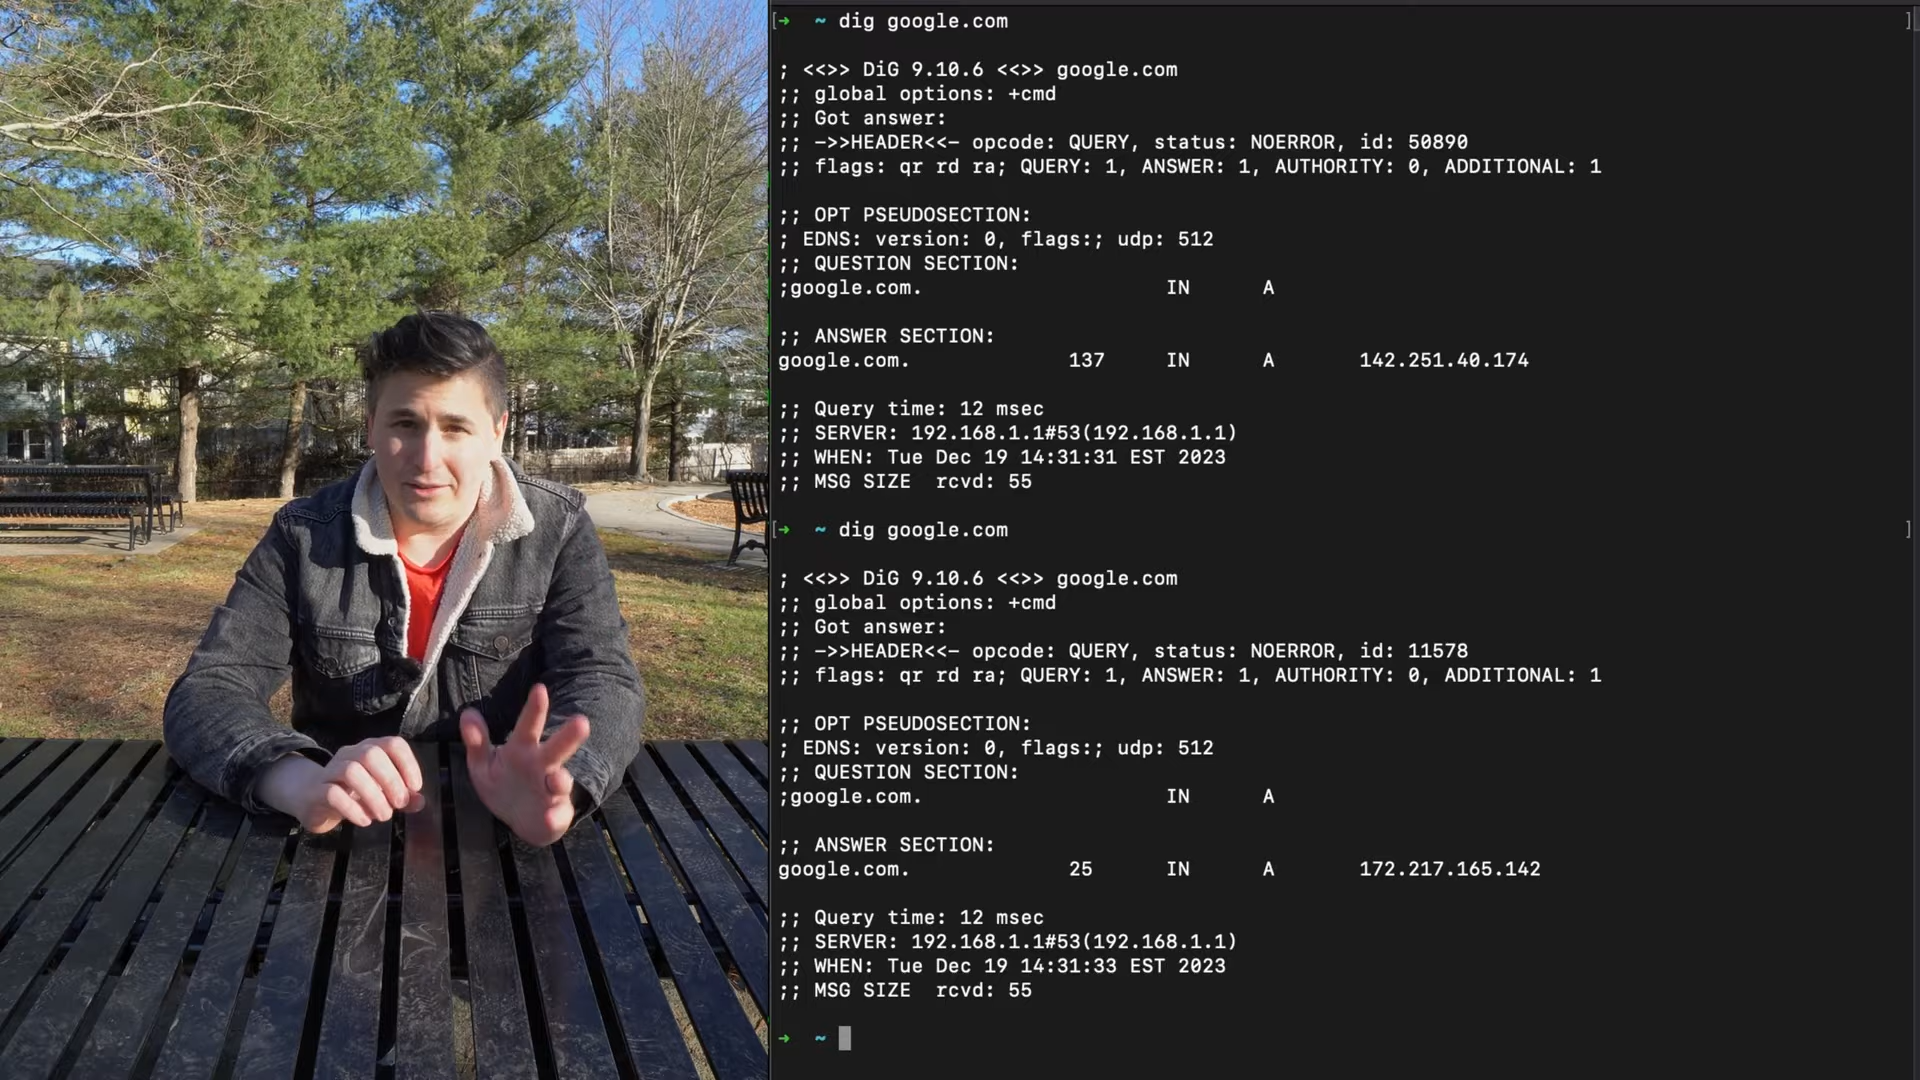 [➜ ~ dig google.com ]
; <<>> DiG 9.10.6 <<>> google.com
;; global options: +cmd
;; Got answer:
;; ->>HEADER<<- opcode: QUERY, status: NOERROR, id: 50890
;; flags: qr rd ra; QUERY: 1, ANSWER: 1, AUTHORITY: 0, ADDITIONAL: 1
;; OPT PSEUDOSECTION:
; EDNS: version: 0, flags:; udp: 512
;; QUESTION SECTION:
;google.com. IN A
;; ANSWER SECTION:
google.com. 137 IN A 142.251.40.174
;; Query time: 12 msec
;; SERVER: 192.168.1.1#53(192.168.1.1)
;; WHEN: Tue Dec 19 14:31:31 EST 2023
;; MSG SIZE rcvd: 55
[➜ ~ dig google.com ]
; <<>> DiG 9.10.6 <<>> google.com
;; global options: +cmd
;; Got answer:
;; ->>HEADER<<- opcode: QUERY, status: NOERROR, id: 11578
;; flags: qr rd ra; QUERY: 1, ANSWER: 1, AUTHORITY: 0, ADDITIONAL: 1
;; OPT PSEUDOSECTION:
; EDNS: version: 0, flags:; udp: 512
;; QUESTION SECTION:
;google.com. IN A
;; ANSWER SECTION:
google.com. 25 IN A 172.217.165.142
;; Query time: 12 msec
;; SERVER: 192.168.1.1#53(192.168.1.1)
;; WHEN: Tue Dec 19 14:31:33 EST 2023
;; MSG SIZE rcvd: 55
➜ ~